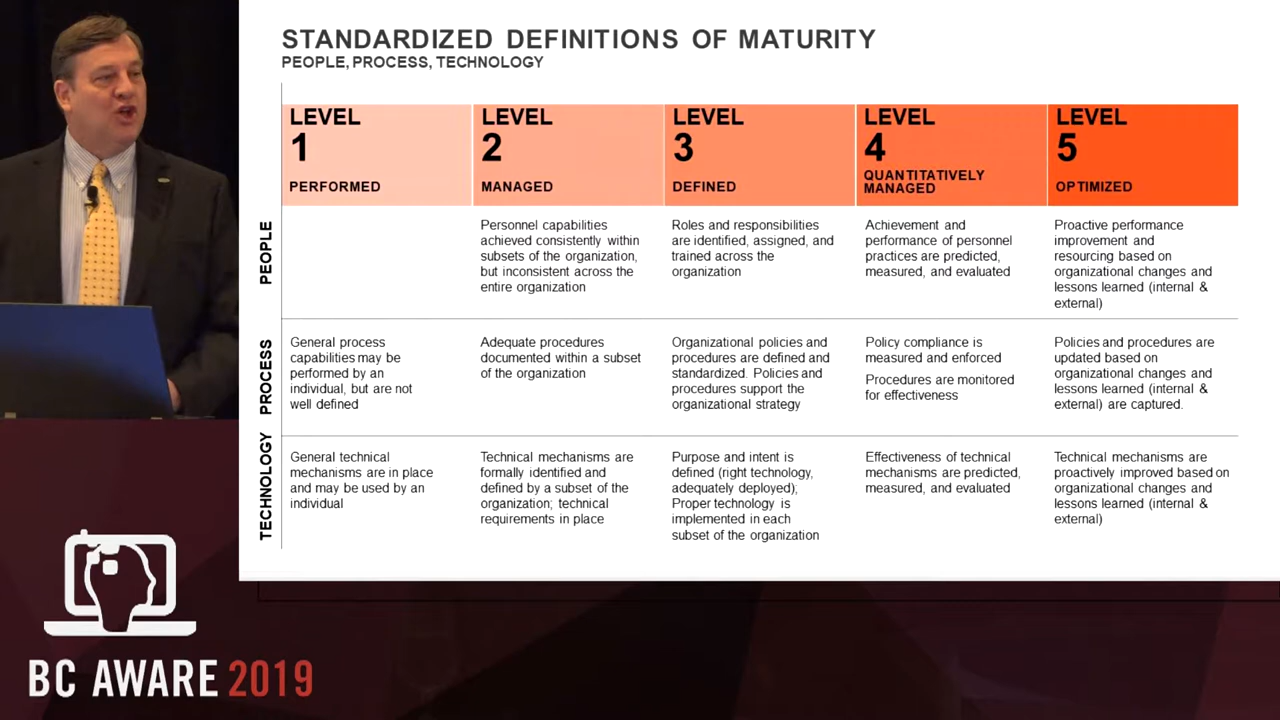 STANDARDIZED DEFINITIONS OF MATURITY
PEOPLE, PROCESS, TECHNOLOGY
LEVEL
1
PERFORMED
LEVEL
2
MANAGED
LEVEL
3
DEFINED
LEVEL
4
QUANTITATIVELY
MANAGED
LEVEL
5
OPTIMIZED
PEOPLE
Personnel capabilities
achieved consistently within
subsets of the organization,
but inconsistent across the
entire organization
Roles and responsibilities
are identified, assigned, and
trained across the
organization
Achievement and
performance of personnel
practices are predicted,
measured, and evaluated
Proactive performance
improvement and
resourcing based on
organizational changes and
lessons learned (internal &
external)
PROCESS
General process
capabilities may be
performed by an
individual, but are not
well defined
Adequate procedures
documented within a subset
of the organization
Organizational policies and
procedures are defined and
standardized. Policies and
procedures support the
organizational strategy
Policy compliance is
measured and enforced
Procedures are monitored
for effectiveness
Policies and procedures are
updated based on
organizational changes and
lessons learned (internal &
external) are captured.
TECHNOLOGY
General technical
mechanisms are in place
and may be used by an
individual
Technical mechanisms are
formally identified and
defined by a subset of the
organization; technical
requirements in place
Purpose and intent is
defined (right technology,
adequately deployed);
Proper technology is
implemented in each
subset of the organization
Effectiveness of technical
mechanisms are predicted,
measured, and evaluated
Technical mechanisms are
proactively improved based on
organizational changes and
lessons learned (internal &
external)
BC AWARE 2019